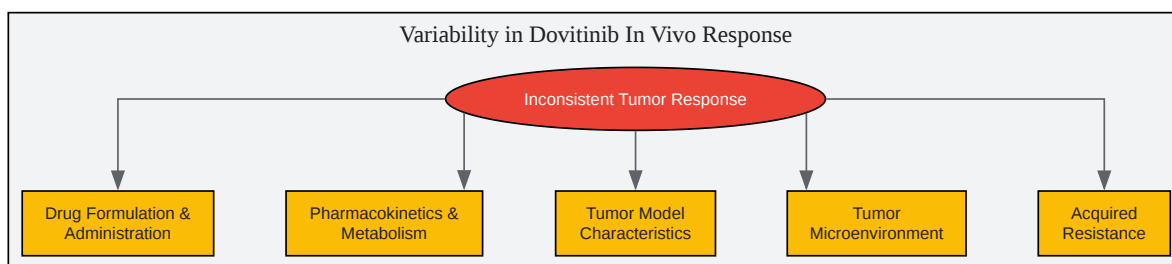 Variability in Dovitinib In Vivo Response
Inconsistent Tumor Response
Drug Formulation &
Administration
Pharmacokinetics &
Metabolism
Tumor Model
Characteristics
Tumor
Microenvironment
Acquired
Resistance